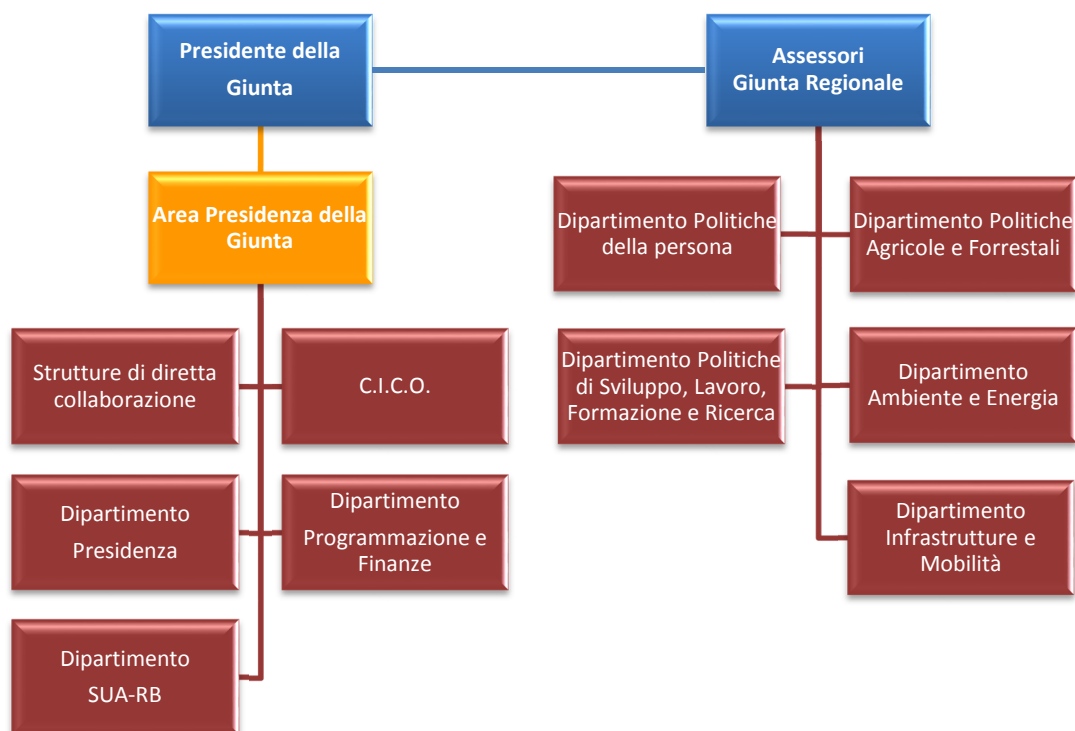 Presidente della
Giunta
Assessori
Giunta Regionale
Area Presidenza della
Giunta
Dipartimento Politiche
della persona
Dipartimento Politiche
Agricole e Forrestali
Strutture di diretta
collaborazione
C.I.C.O.
Dipartimento Politiche
di Sviluppo, Lavoro,
Formazione e Ricerca
Dipartimento
Ambiente e Energia
Dipartimento
Presidenza
Dipartimento
Programmazione e
Finanze
Dipartimento
Infrastrutture e
Mobilità
Dipartimento
SUA-RB